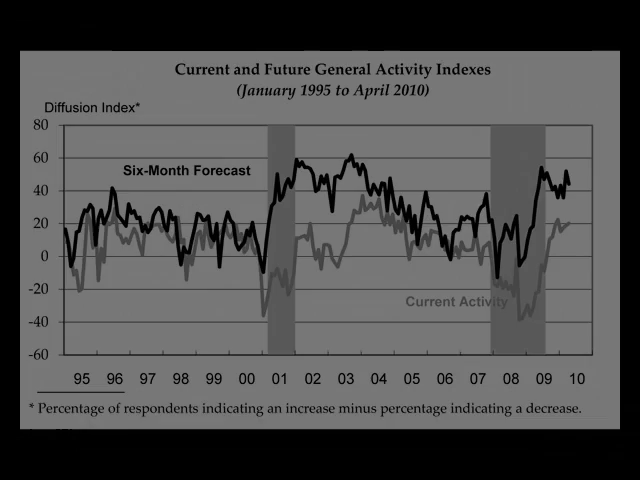 Current and Future General Activity Indexes
(January 1995 to April 2010)
Diffusion Index*
80
60
Six-Month Forecast
40
20
0
-20
Current Activity
-40
-60
95 96 97 98 99 00 01 02 03 04 05 06 07 08 09 10
* Percentage of respondents indicating an increase minus percentage indicating a decrease.